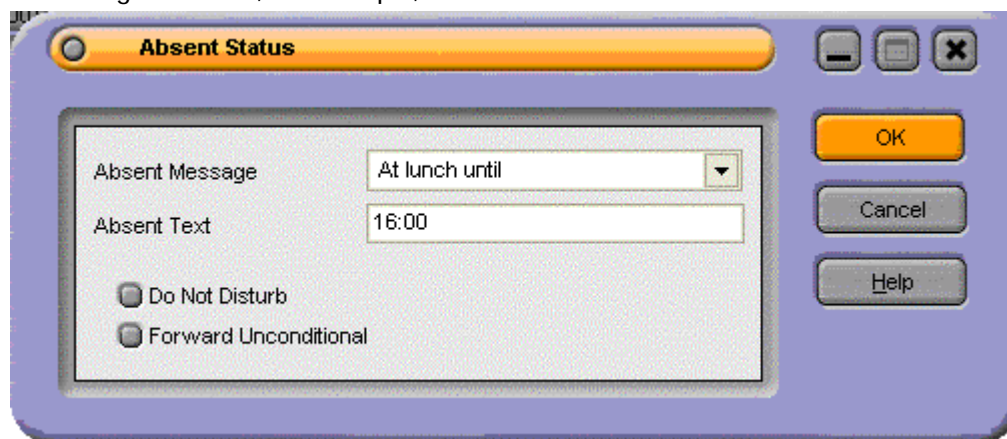 Absent Status
OK
Absent Message
At lunch until
Cancel
Absent Text
16:00
Help
Do Not Disturb
Forward Unconditional